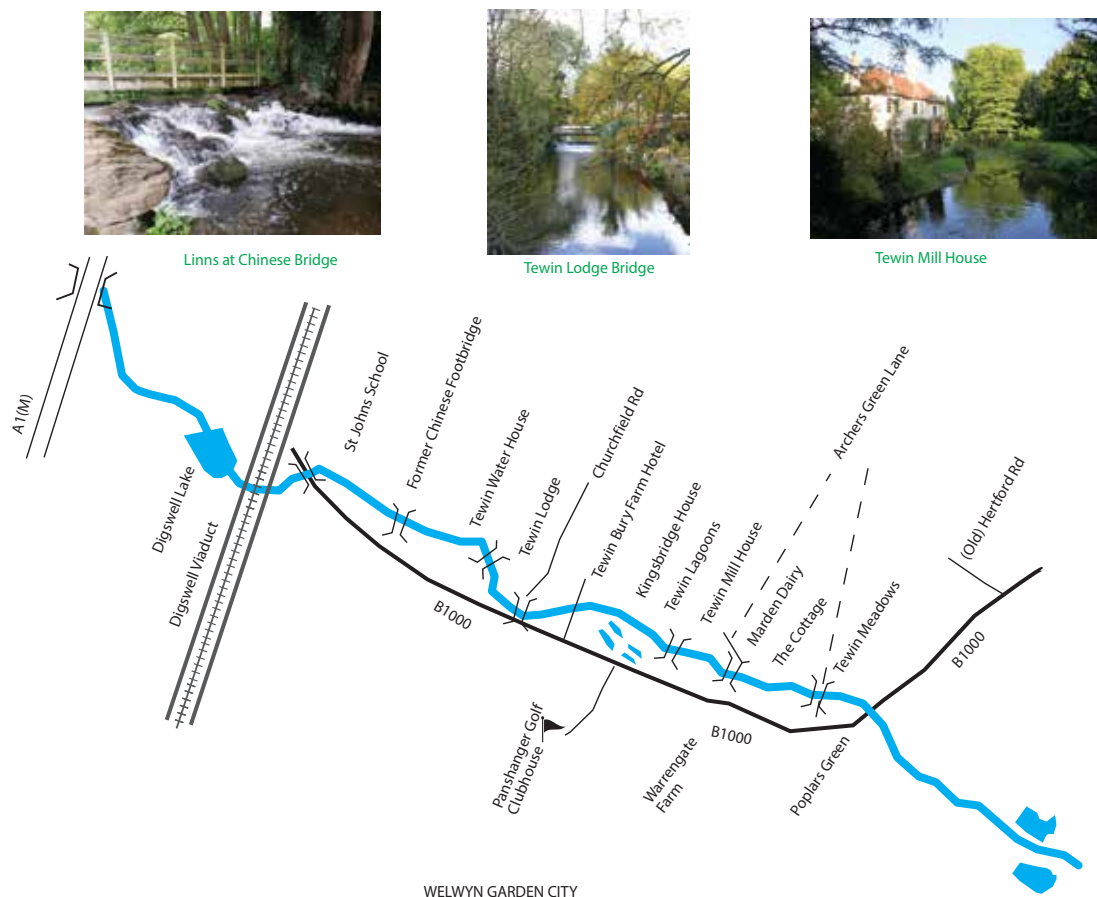 Linns at Chinese Bridge
Tewin Lodge Bridge
Tewin Mill House
A1(M)
Digswell Lake
Digswell Viaduct
St Johns School
Former Chinese Footbridge
Tewin Water House
Tewin Lodge
Churchfield Rd
Tewin Bury Farm Hotel
Kingsbridge House
Tewin Lagoons
Tewin Mill House
Marden Dairy
The Cottage
Tewin Meadows
Archers Green Lane
(Old) Hertford Rd
B1000
B1000
B1000
Panshanger Golf
Clubhouse
Warrengate
Farm
Poplars Green
WELWYN GARDEN CITY